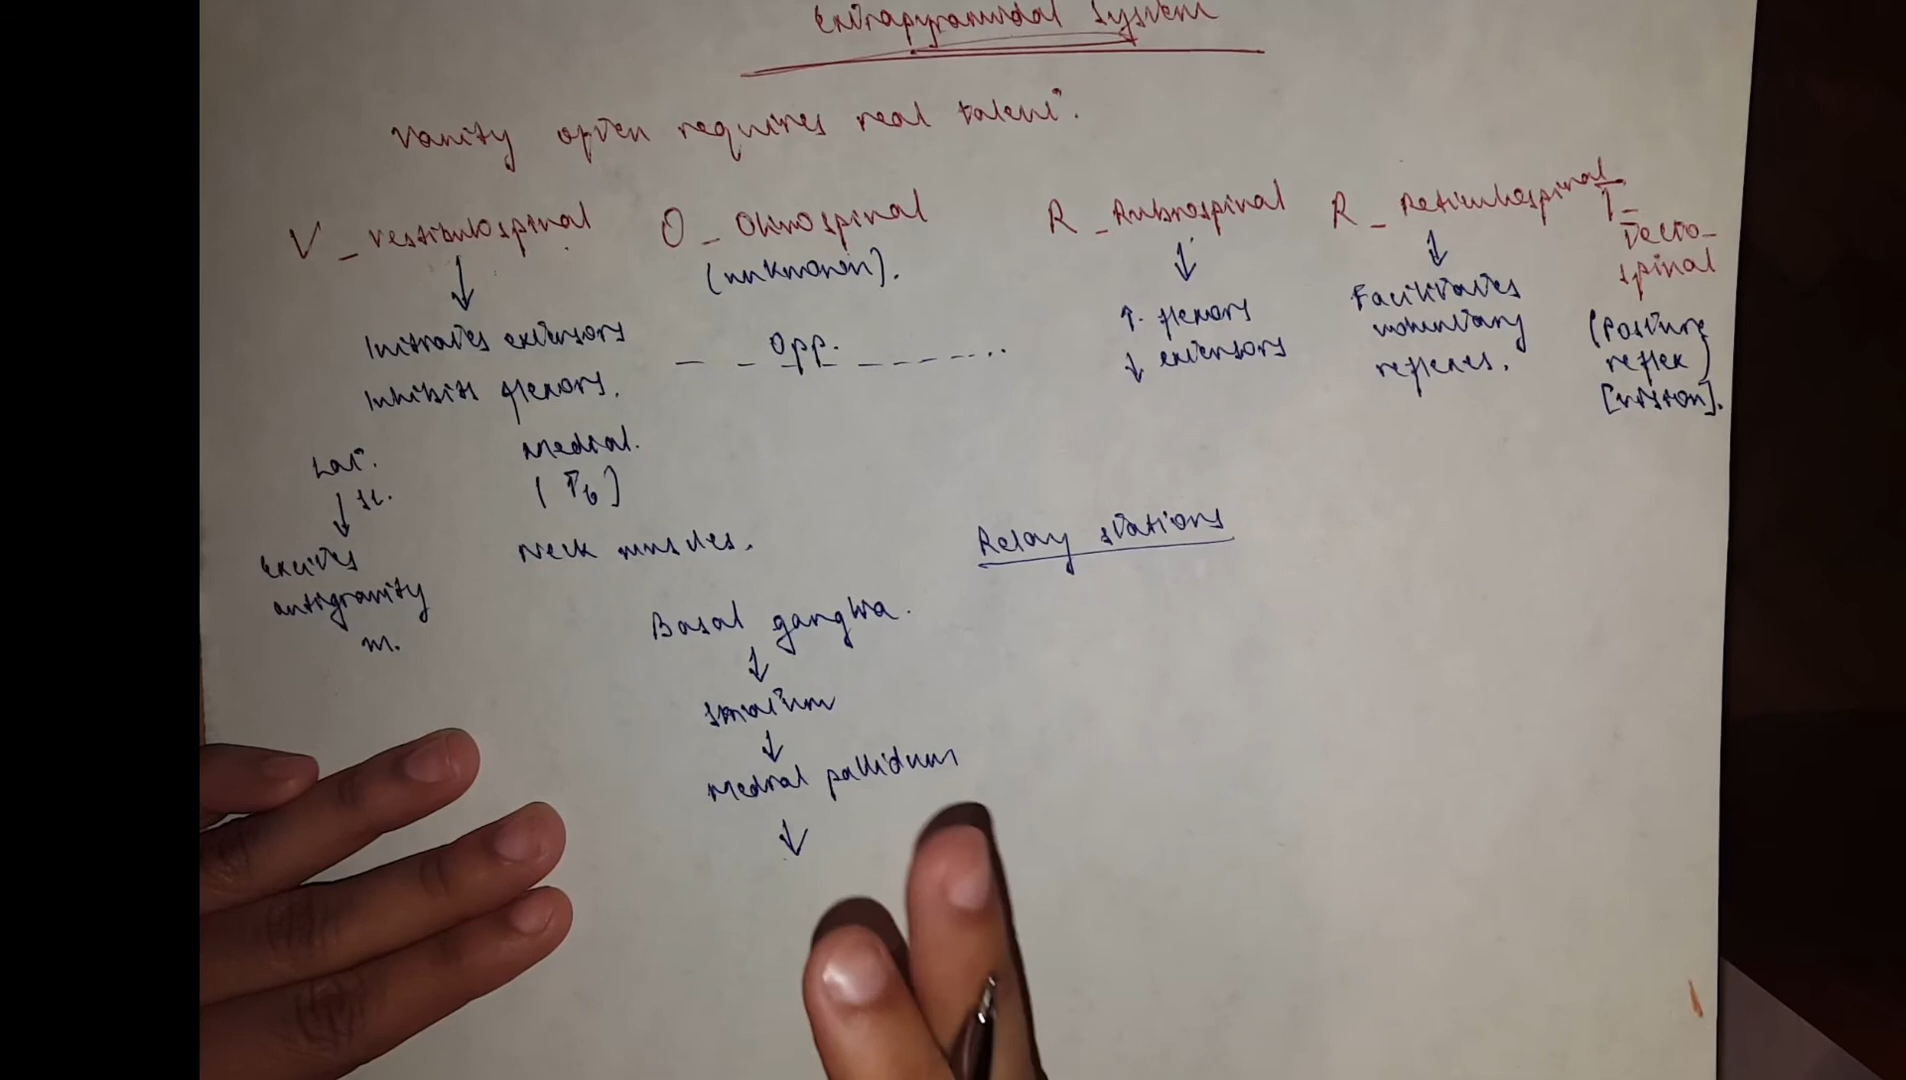 Extrapyramidal System
Vanity often requires real talent.
V - Vestibulospinal
O - Olivospinal
(unknown).
R - Rubrospinal
R - Reticulospinal
T - Tecto-
spinal
Initiates extensors
Inhibits flexors.
- - Opp. - - - - - -
↑ flexors
↓ extensors
Facilitates
voluntary
reflexes.
(Posture
reflex)
[vision].
Lat.
↓ sc.
Excites
antigravity
m.
Medial.
(T6)
Neck muscles.
Relay stations
Basal ganglia.
↓
Striatum
↓
Medial pallidum
↓